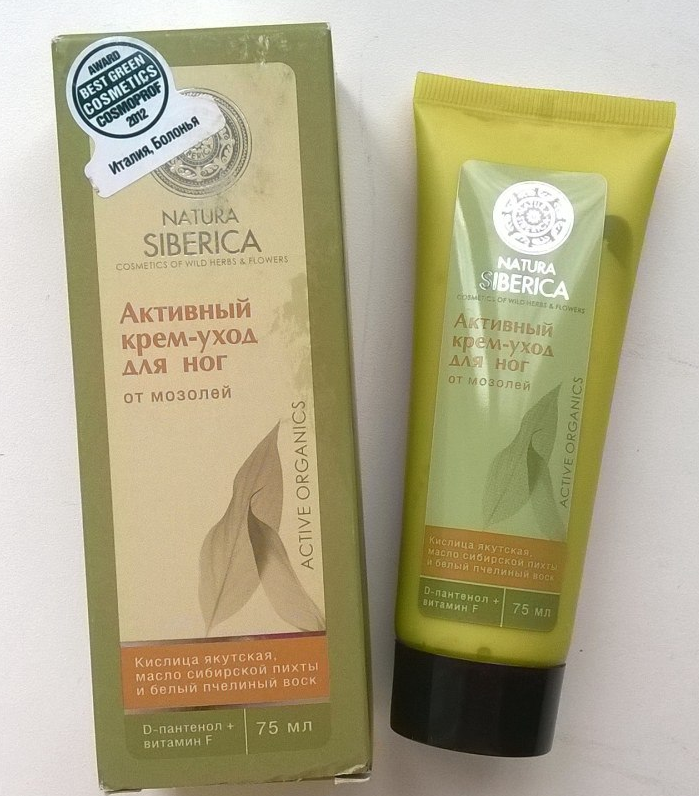 AWARD
BEST GREEN
COSMETICS
COSMOPROF
2012
Италия, Болонья
SIBERICA
NATURA
SIBERICA
COSMETICS OF WILD HERBS & FLOWERS
Активный
крем-уход
для ног
от мозолей
ACTIVE ORGANICS
Кислица якутская,
масло сибирской пихты
и белый пчелиный воск
D-пантенол +
витамин F
75 мл
NATURA
SIBERICA
COSMETICS OF WILD HERBS & FLOWERS
Активный
крем-уход
для ног
от мозолей
ACTIVE ORGANICS
Кислица якутская,
масло сибирской пихты
и белый пчелиный воск
D-пантенол +
витамин F
75 мл